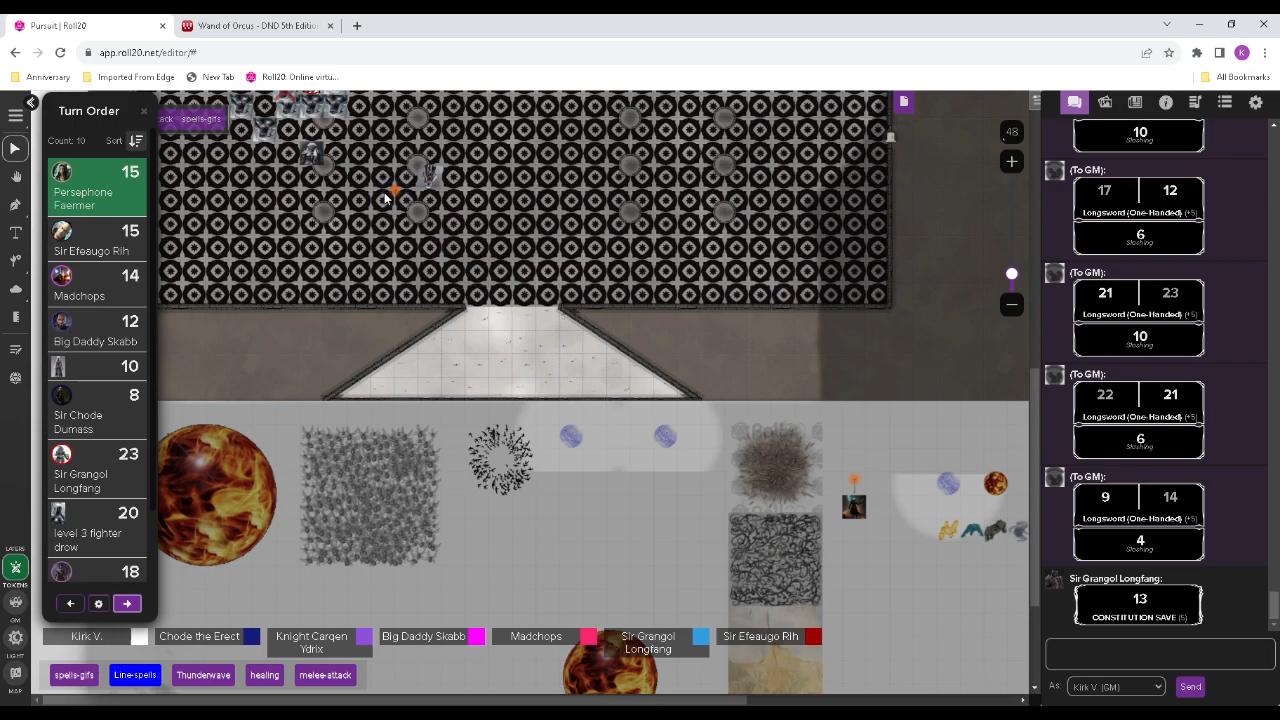 Pursuit | Roll20
Wand of Orcus - DND 5th Edition
app.roll20.net/editor/#
K
Anniversary
Imported From Edge
New Tab
Roll20: Online virtu...
All Bookmarks
Turn Order
Count: 10
Sort
spells-gifs
15
Persephone
Faermer
15
Sir Efeaugo Rih
14
Madchops
12
Big Daddy Skabb
10
8
Sir Chode
Dumass
23
Sir Grangol
Longfang
20
level 3 fighter
drow
18
LAYERS
TOKENS
GM
LIGHT
MAP
.48
Kirk V.
Chode the Erect
Knight Carqen
Ydrix
Big Daddy Skabb
Madchops
Sir Grangol
Longfang
Sir Efeaugo Rih
spells-gifs
Line-spells
Thunderwave
healing
melee-attack
10
(To GM):
17 12
Longsword (One-Handed) (+5)
6
Slashing
(To GM):
21 23
Longsword (One-Handed) (+5)
10
Slashing
(To GM):
22 21
Longsword (One-Handed) (+5)
6
Slashing
(To GM):
9 14
Longsword (One-Handed) (+5)
4
Slashing
Sir Grangol Longfang:
13
CONSTITUTION SAVE (5)
As:
Kirk V. (GM)
Send